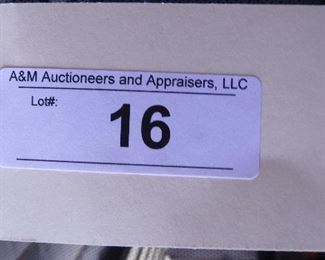 A&M Auctioneers and Appraisers, LLC
Lot#:
16